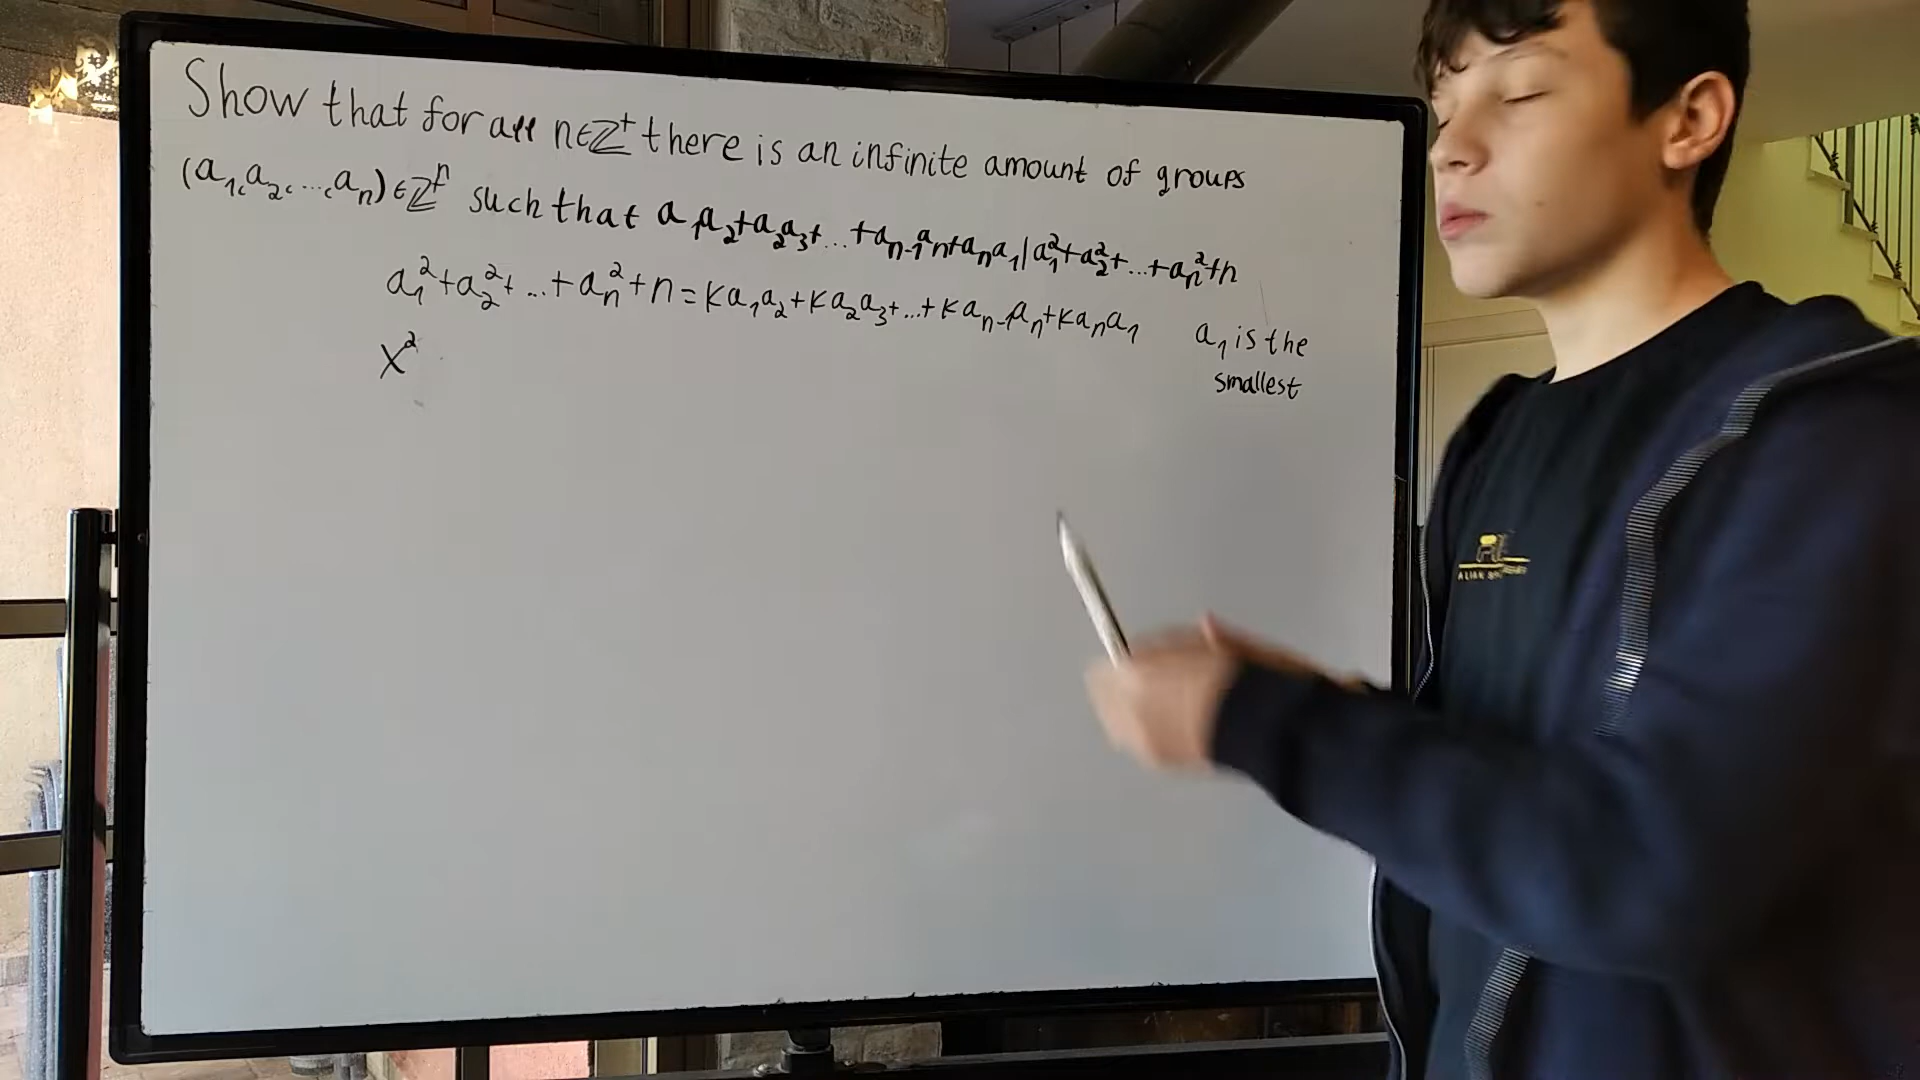 Show that for all n∈ℤ⁺ there is an infinite amount of groups
(a₁, a₂, ..., aₙ)∈ℤⁿ such that a₁a₂+a₂a₃+...+aₙ₋₁aₙ+aₙa₁|a₁²+a₂²+...+aₙ²+n
a₁²+a₂²+...+aₙ²+n=Ka₁a₂+Ka₂a₃+...+Kaₙ₋₁aₙ+Kaₙa₁
a₁ is the
smallest
x²